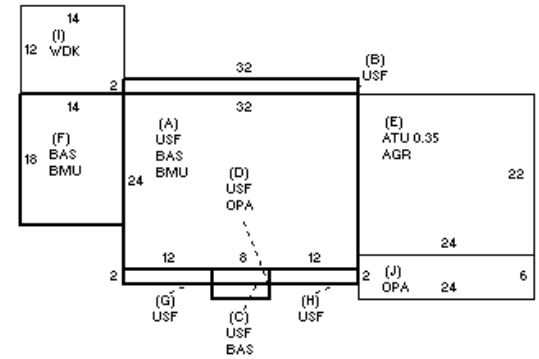 14
(I)
12 WDK
32
(B)
USF
2
14
32
(F)
BAS
BMU
18
(A)
USF
BAS
BMU
24
(D)
USF
OPA
(E)
ATU 0.35
AGR
22
24
12 8 12
2
2
(J)
OPA 24
6
(G)
USF
(H)
USF
(C)
USF
BAS